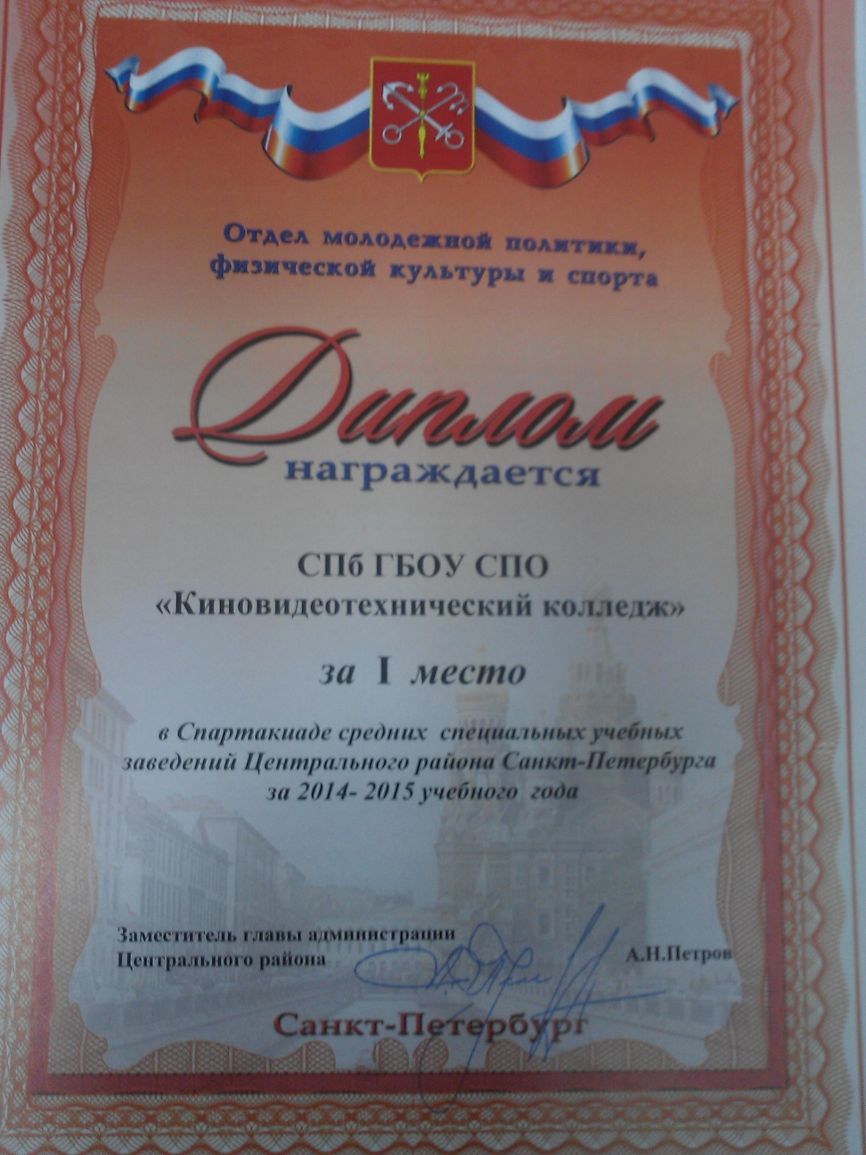 Отдел молодежной политики,
физической культуры и спорта
Диплом
награждается
СПб ГБОУ СПО
«Киновидеотехнический колледж»
за I место
в Спартакиаде средних специальных учебных
заведений Центрального района Санкт-Петербурга
за 2014- 2015 учебного года
Заместитель главы администрации
Центрального района
А.Н.Петров
Санкт-Петербург